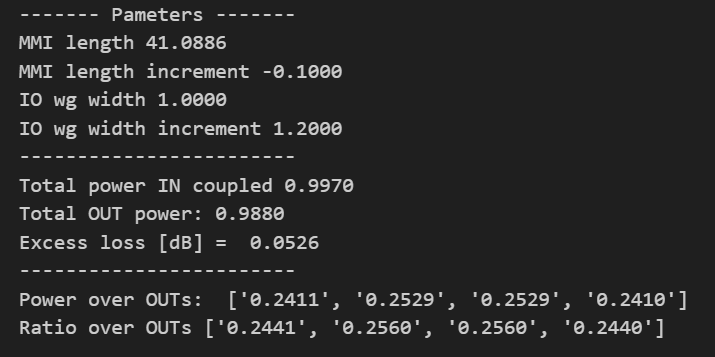 ------- Pameters -------
MMI length 41.0886
MMI length increment -0.1000
IO wg width 1.0000
IO wg width increment 1.2000
------------------------
Total power IN coupled 0.9970
Total OUT power: 0.9880
Excess loss [dB] =  0.0526
------------------------
Power over OUTs:  ['0.2411', '0.2529', '0.2529', '0.2410']
Ratio over OUTs ['0.2441', '0.2560', '0.2560', '0.2440']